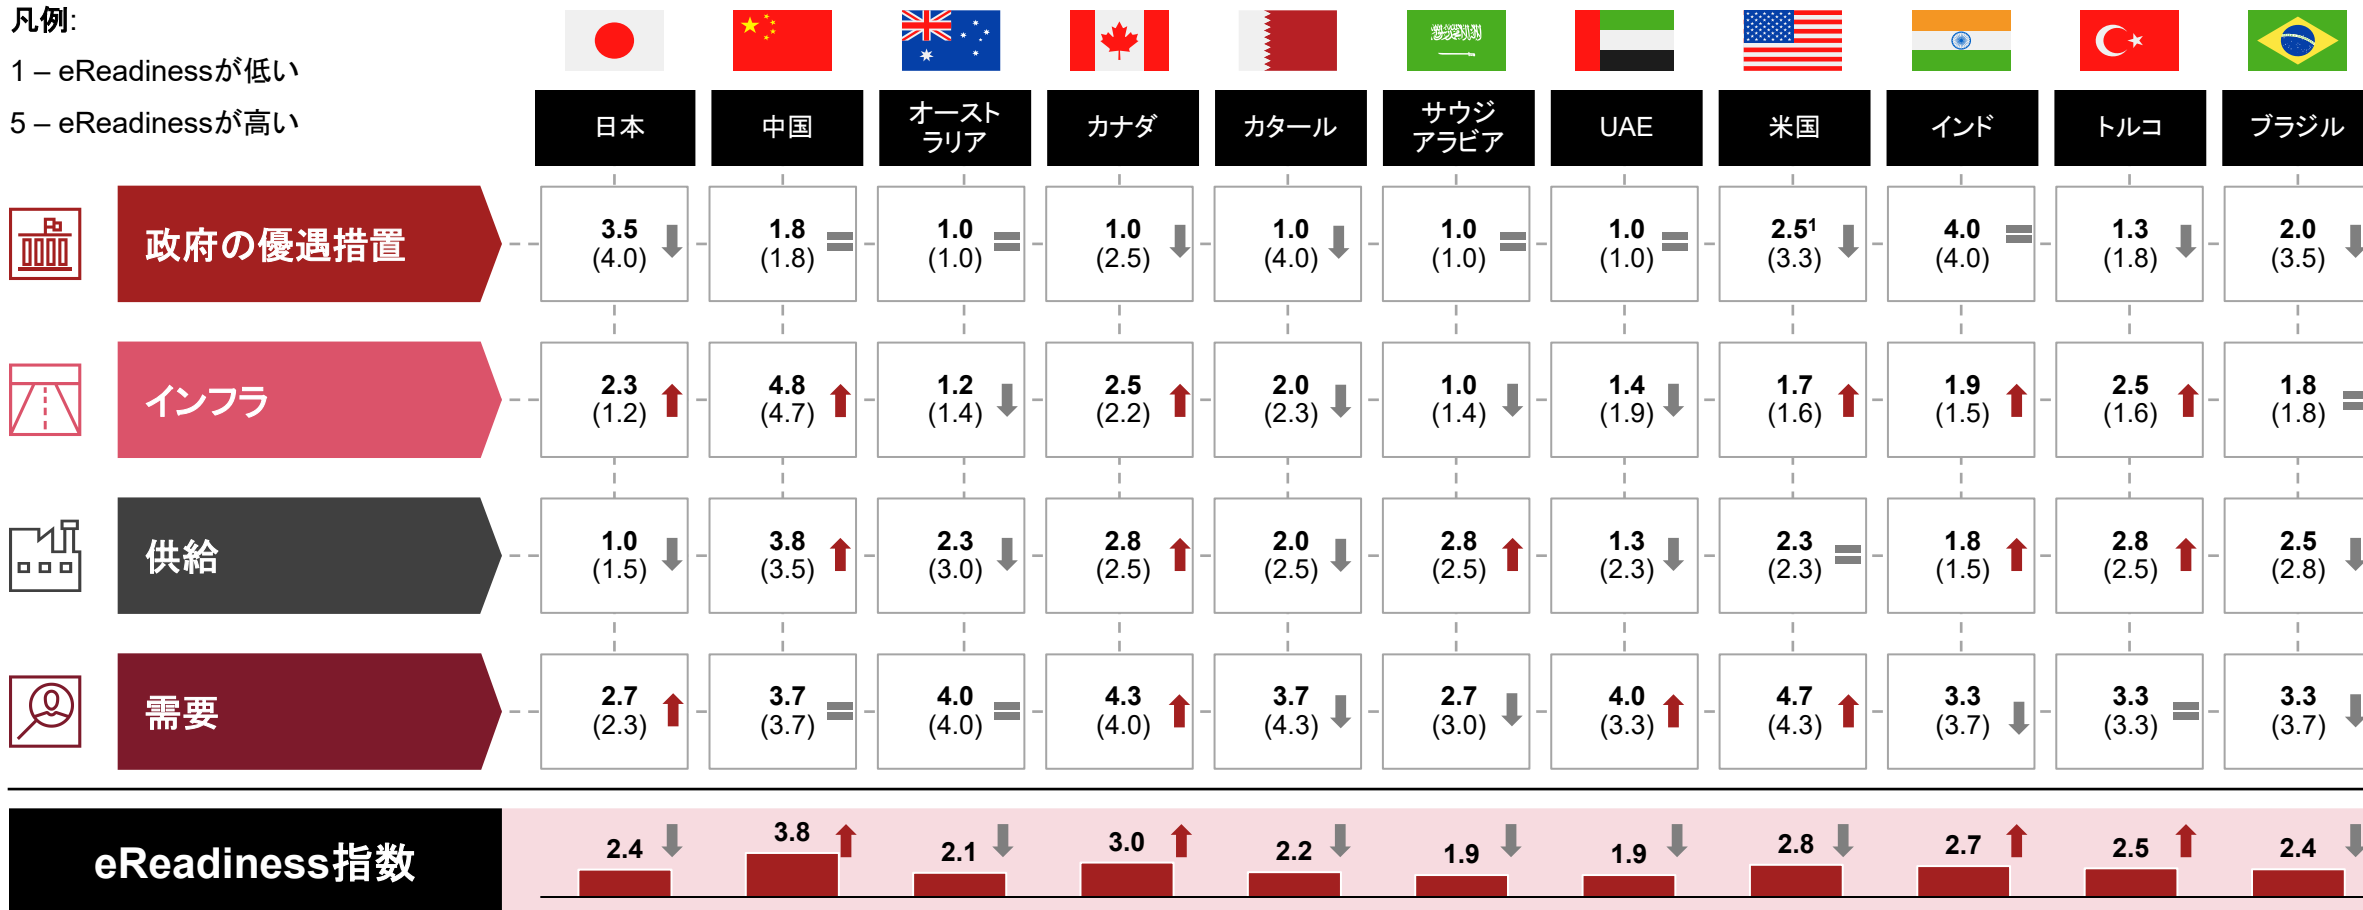 凡例:
1 – eReadinessが低い
5 – eReadinessが高い
日本 中国 オースト
ラリア カナダ カタール サウジ
アラビア UAE 米国 インド トルコ ブラジル
政府の優遇措置
3.5 1.8 1.0 1.0 1.0 1.0 1.0 2.5¹ 4.0 1.3 2.0
(4.0) (1.8) (1.0) (2.5) (4.0) (1.0) (1.0) (3.3) (4.0) (1.8) (3.5)
インフラ
2.3 4.8 1.2 2.5 2.0 1.0 1.4 1.7 1.9 2.5 1.8
(1.2) (4.7) (1.4) (2.2) (2.3) (1.4) (1.9) (1.6) (1.5) (1.6) (1.8)
供給
1.0 3.8 2.3 2.8 2.0 2.8 1.3 2.3 1.8 2.8 2.5
(1.5) (3.5) (3.0) (2.5) (2.5) (2.5) (2.3) (2.3) (1.5) (2.5) (2.8)
需要
2.7 3.7 4.0 4.3 3.7 2.7 4.0 4.7 3.3 3.3 3.3
(2.3) (3.7) (4.0) (4.0) (4.3) (3.0) (3.3) (4.3) (3.7) (3.3) (3.7)
eReadiness指数
2.4 3.8 2.1 3.0 2.2 1.9 1.9 2.8 2.7 2.5 2.4